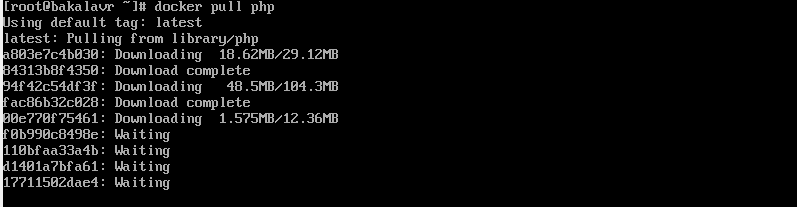 [root@bakalavr ~]# docker pull php
Using default tag: latest
latest: Pulling from library/php
a803e7c4b030: Downloading  18.62MB/29.12MB
84313b8f4350: Download complete
94f42c54df3f: Downloading   48.5MB/104.3MB
fac86b32c028: Download complete
00e770f75461: Downloading  1.575MB/12.36MB
f0b990c8498e: Waiting
110bfaa33a4b: Waiting
d1401a7bfa61: Waiting
17711502dae4: Waiting